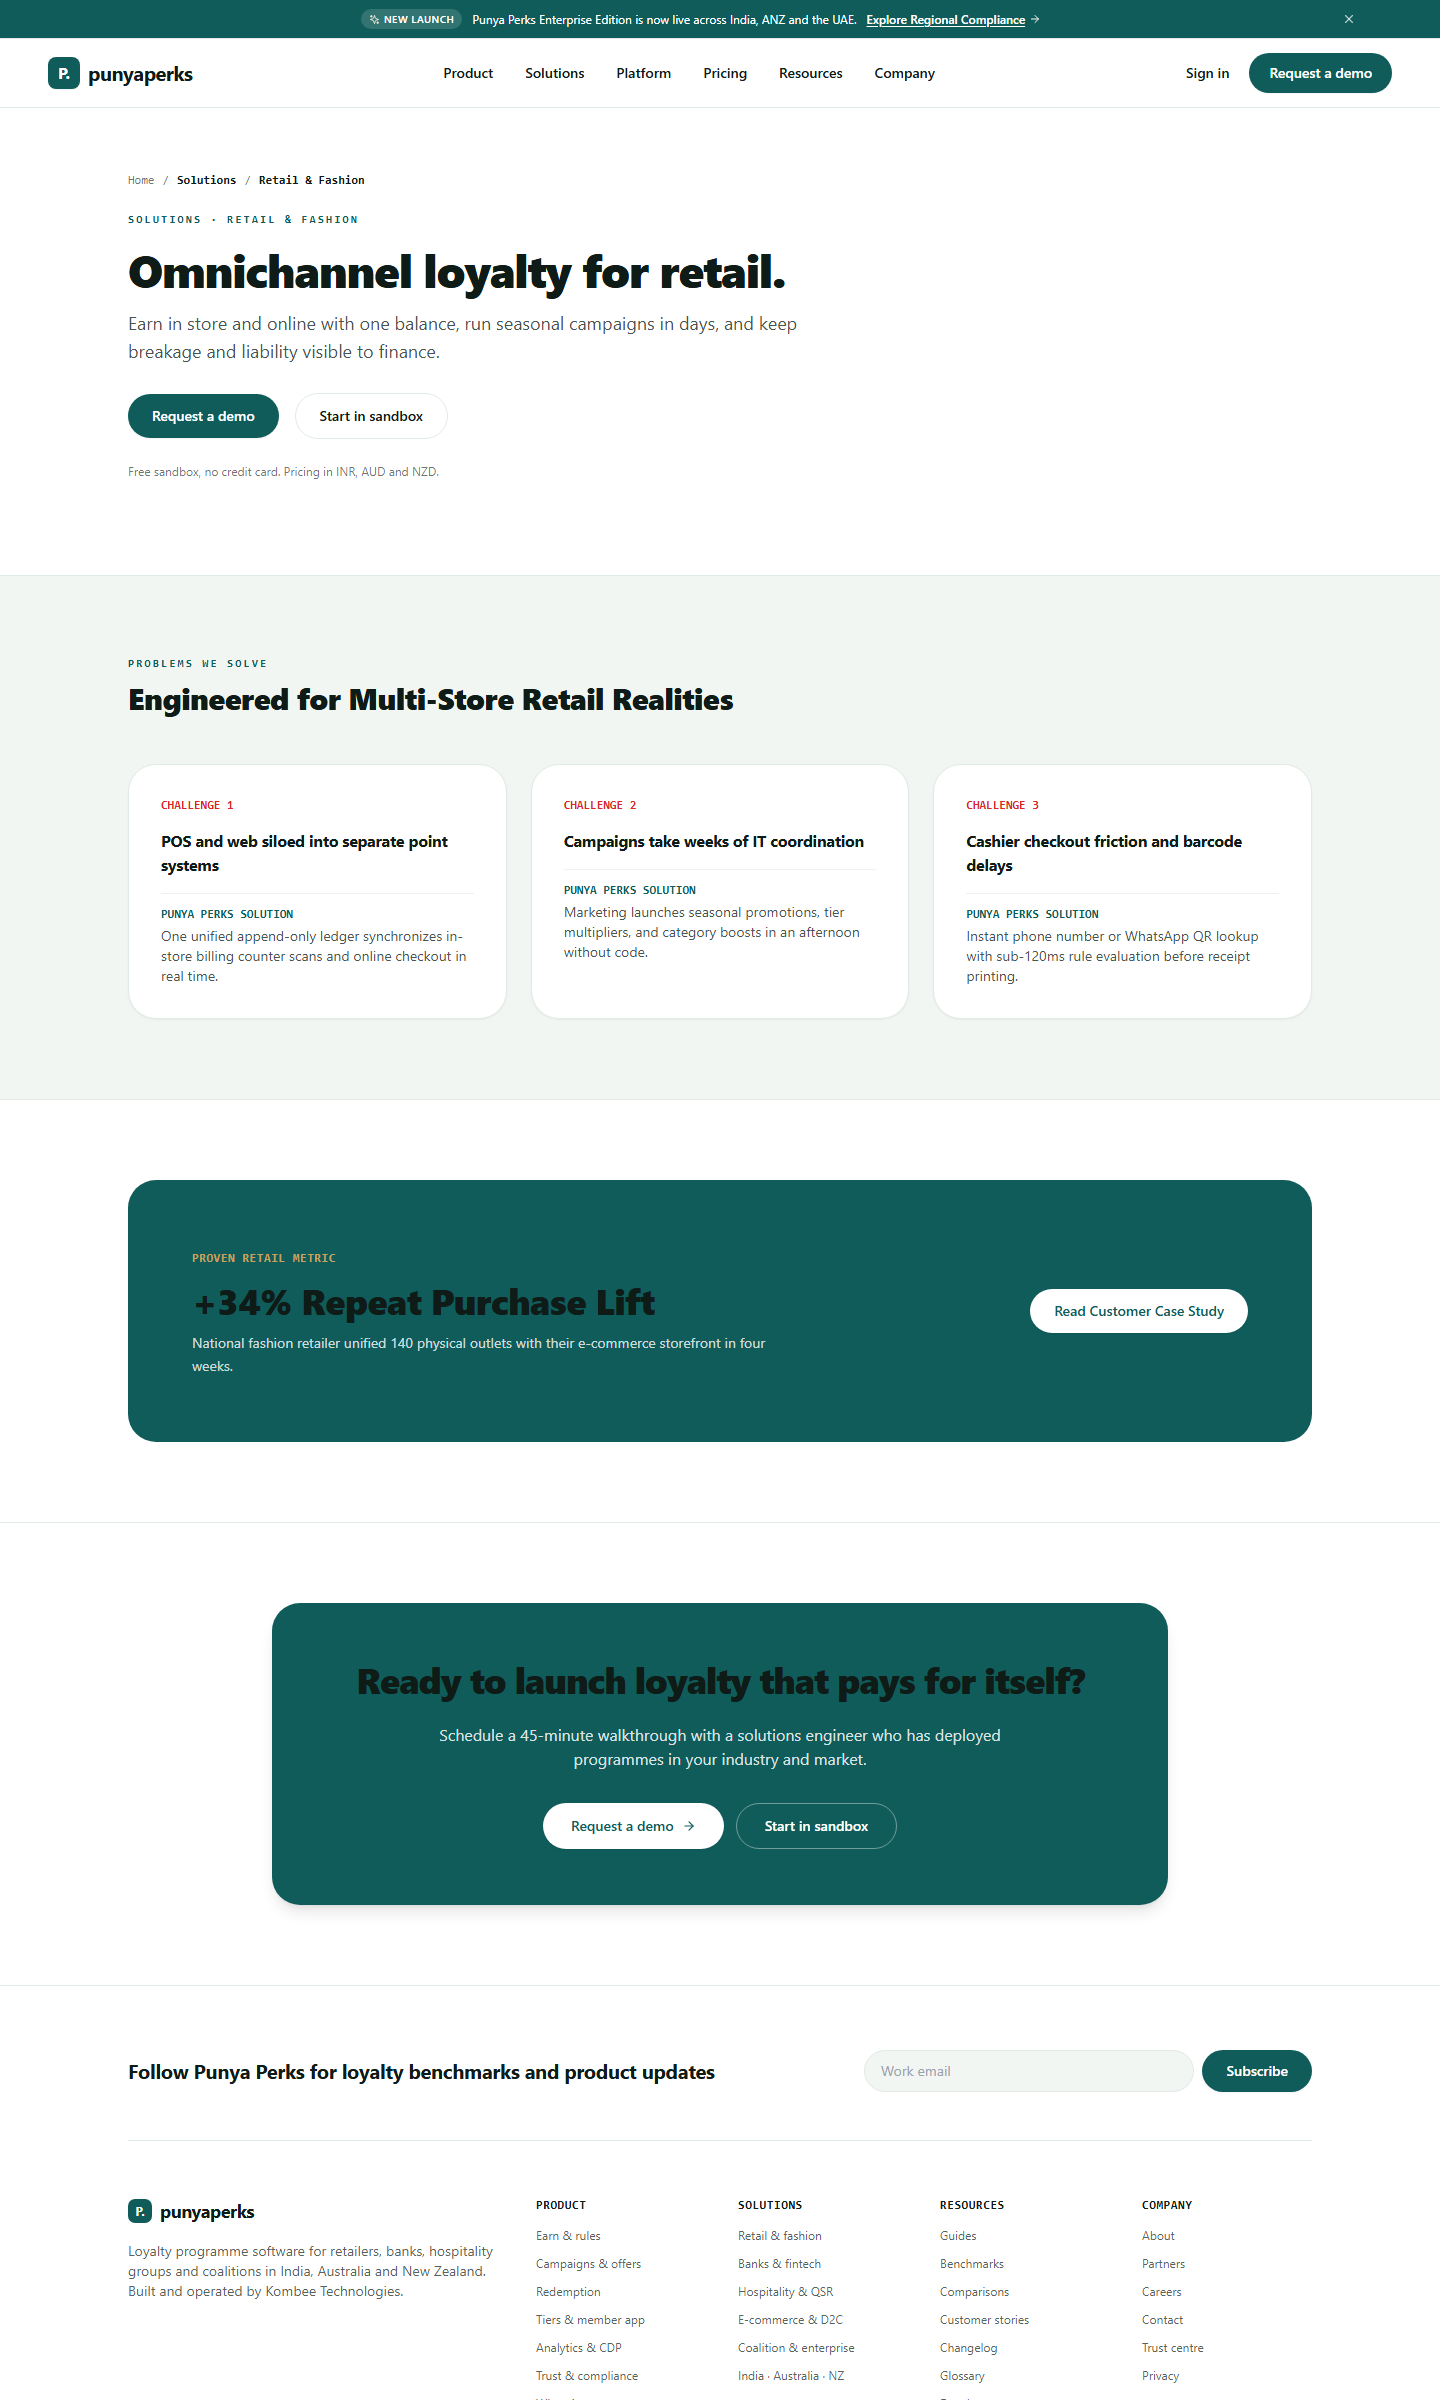 NEW LAUNCH Punya Perks Enterprise Edition is now live across India, ANZ and the UAE. Explore Regional Compliance →
P. punyaperks
Product Solutions Platform Pricing Resources Company
Sign in Request a demo
Home / Solutions / Retail & Fashion
SOLUTIONS · RETAIL & FASHION
Omnichannel loyalty for retail.
Earn in store and online with one balance, run seasonal campaigns in days, and keep
breakage and liability visible to finance.
Request a demo Start in sandbox
Free sandbox, no credit card. Pricing in INR, AUD and NZD.
PROBLEMS WE SOLVE
Engineered for Multi-Store Retail Realities
CHALLENGE 1
POS and web siloed into separate point
systems
PUNYA PERKS SOLUTION
One unified append-only ledger synchronizes in-
store billing counter scans and online checkout in
real time.
CHALLENGE 2
Campaigns take weeks of IT coordination
PUNYA PERKS SOLUTION
Marketing launches seasonal promotions, tier
multipliers, and category boosts in an afternoon
without code.
CHALLENGE 3
Cashier checkout friction and barcode
delays
PUNYA PERKS SOLUTION
Instant phone number or WhatsApp QR lookup
with sub-120ms rule evaluation before receipt
printing.
PROVEN RETAIL METRIC
+34% Repeat Purchase Lift
National fashion retailer unified 140 physical outlets with their e-commerce storefront in four
weeks.
Read Customer Case Study
Ready to launch loyalty that pays for itself?
Schedule a 45-minute walkthrough with a solutions engineer who has deployed
programmes in your industry and market.
Request a demo → Start in sandbox
Follow Punya Perks for loyalty benchmarks and product updates
Work email Subscribe
P. punyaperks
Loyalty programme software for retailers, banks, hospitality
groups and coalitions in India, Australia and New Zealand.
Built and operated by Kombee Technologies.
PRODUCT
Earn & rules
Campaigns & offers
Redemption
Tiers & member app
Analytics & CDP
Trust & compliance
SOLUTIONS
Retail & fashion
Banks & fintech
Hospitality & QSR
E-commerce & D2C
Coalition & enterprise
India · Australia · NZ
RESOURCES
Guides
Benchmarks
Comparisons
Customer stories
Changelog
Glossary
COMPANY
About
Partners
Careers
Contact
Trust centre
Privacy